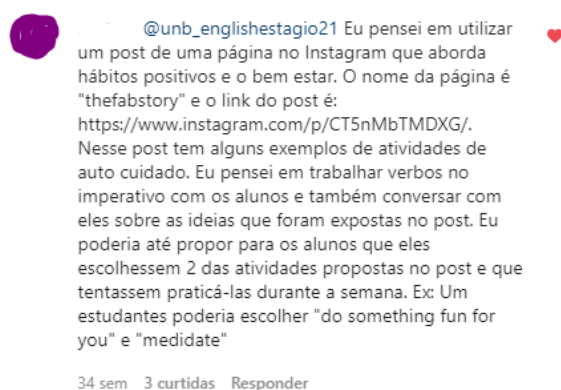 @unb_englishestagio21 Eu pensei em utilizar
um post de uma página no Instagram que aborda
hábitos positivos e o bem estar. O nome da página é
"thefabstory" e o link do post é:
https://www.instagram.com/p/CT5nMbTMDXG/.
Nesse post tem alguns exemplos de atividades de
auto cuidado. Eu pensei em trabalhar verbos no
imperativo com os alunos e também conversar com
eles sobre as ideias que foram expostas no post. Eu
poderia até propor para os alunos que eles
escolhessem 2 das atividades propostas no post e que
tentassem praticá-las durante a semana. Ex: Um
estudantes poderia escolher "do something fun for
you" e "medidate"
34 sem 3 curtidas Responder